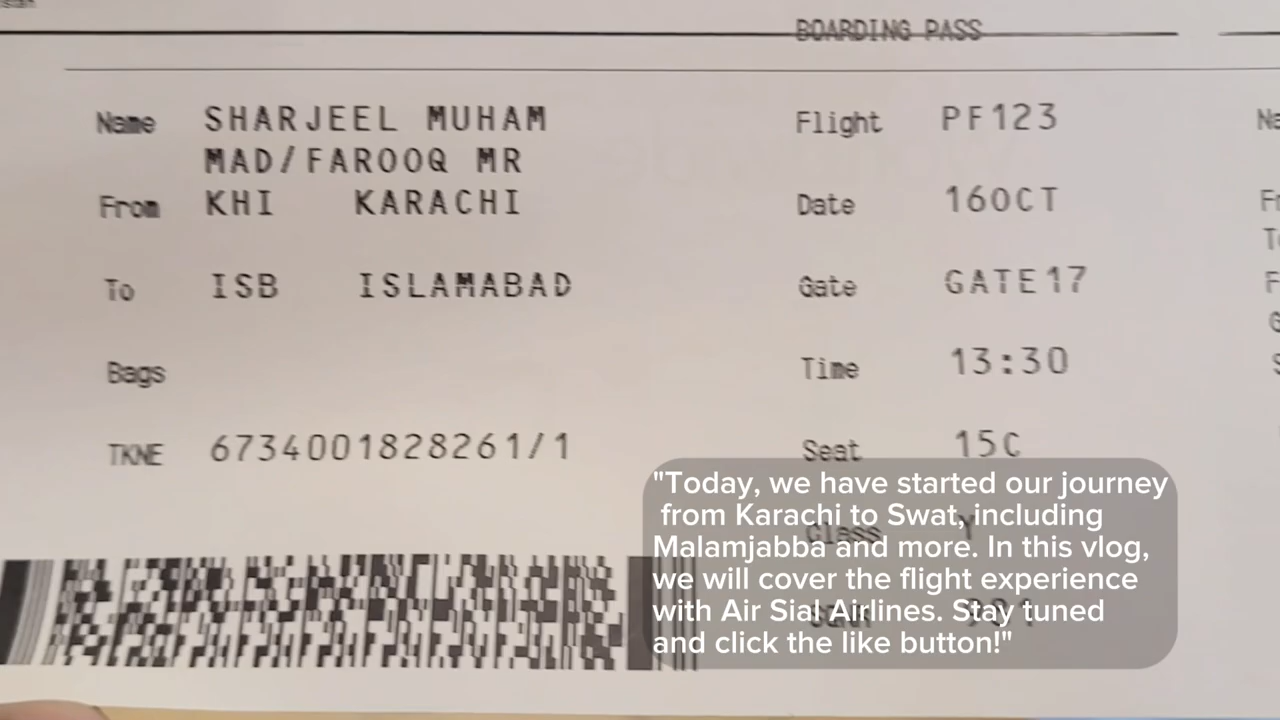 BOARDING PASS
Name SHARJEEL MUHAM
MAD/FAROOQ MR
From KHI KARACHI
To ISB ISLAMABAD
Bags
TKNE 6734001828261/1
Flight PF123
Date 16OCT
Gate GATE17
Time 13:30
Seat 15C
Class Y
"Today, we have started our journey
from Karachi to Swat, including
Malamjabba and more. In this vlog,
we will cover the flight experience
with Air Sial Airlines. Stay tuned
and click the like button!"